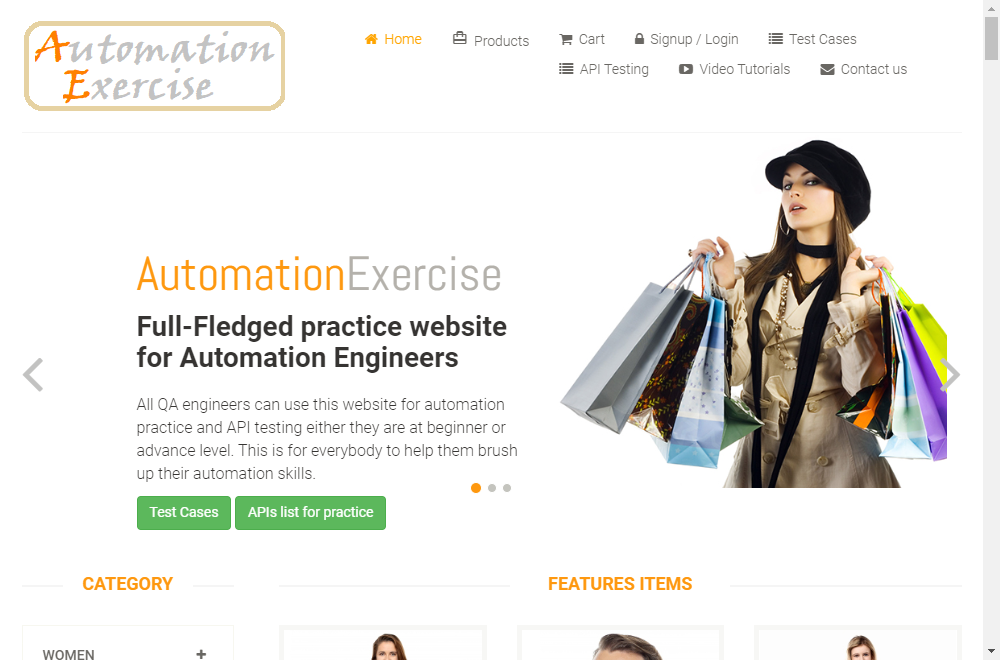 Automation
Exercise
Home
Products
Cart
Signup / Login
Test Cases
API Testing
Video Tutorials
Contact us
AutomationExercise
Full-Fledged practice website
for Automation Engineers
All QA engineers can use this website for automation
practice and API testing either they are at beginner or
advance level. This is for everybody to help them brush
up their automation skills.
Test Cases
APIs list for practice
CATEGORY
FEATURES ITEMS
WOMEN